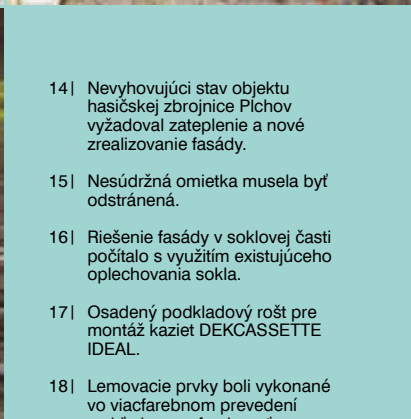 14| Nevyhovujúci stav objektu
hasičskej zbrojnice Plchov
vyžadoval zateplenie a nové
zrealizovanie fasády.
15| Nesúdržná omietka musela byť
odstránená.
16| Riešenie fasády v soklovej časti
počítalo s využitím existujúceho
oplechovania sokla.
17| Osadený podkladový rošt pre
montáž kaziet DEKCASSETTE
IDEAL.
18| Lemovacie prvky boli vykonané
vo viacfarebnom prevedení